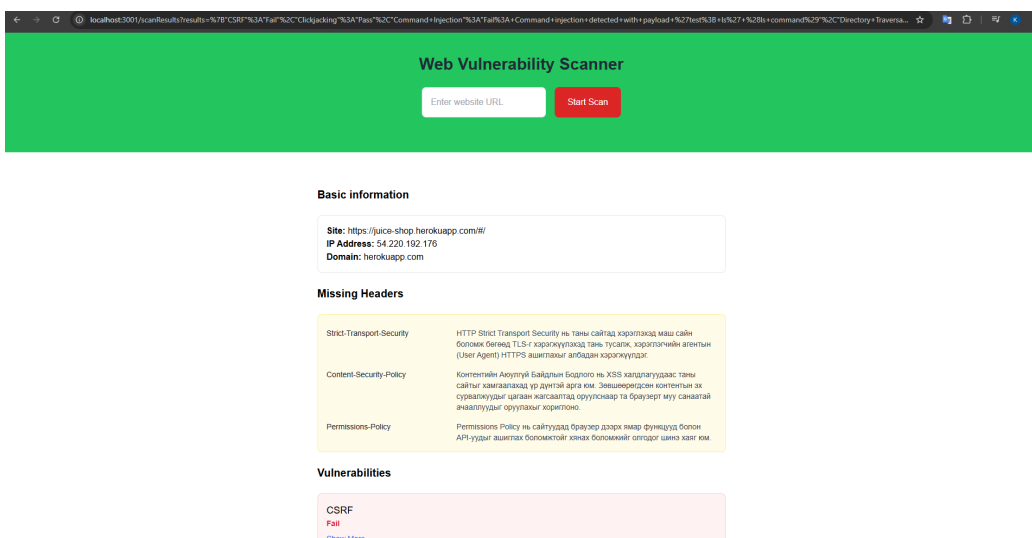 localhost:3001/scanResults?results=%7B"CSRF"%3A"Fail"%2C"Clickjacking"%3A"Pass"%2C"Command+Injection"%3A"Fail%3A+Command+injection+detected+with+payload+%27test%3B+ls%27+%28ls+command%29"%2C"Directory+Traversa...
K
Web Vulnerability Scanner
Enter website URL
Start Scan
Basic information
Site: https://juice-shop.herokuapp.com/#/
IP Address: 54.220.192.176
Domain: herokuapp.com
Missing Headers
Strict-Transport-Security
HTTP Strict Transport Security нь таны сайтад хэрэглэхэд маш сайн
боломж бөгөөд TLS-г хэрэгжүүлэхэд тань тусалж, хэрэглэгчийн агентын
(User Agent) HTTPS ашиглахыг албадан хэрэгжүүлдэг.
Content-Security-Policy
Контентийн Аюулгүй Байдлын Бодлого нь XSS халдлагуудаас таны
сайтыг хамгаалахад үр дүнтэй арга юм. Зөвшөөрөгдсөн контентын эх
сурвалжуудыг цагаан жагсаалтад оруулснаар та браузерт муу санаатай
ачааллуудыг оруулахыг хориглоно.
Permissions-Policy
Permissions Policy нь сайтуудад браузер дээрх ямар функцууд болон
API-уудыг ашиглах боломжтойг хянах боломжийг олгодог шинэ хаяг юм.
Vulnerabilities
CSRF
Fail
Show More